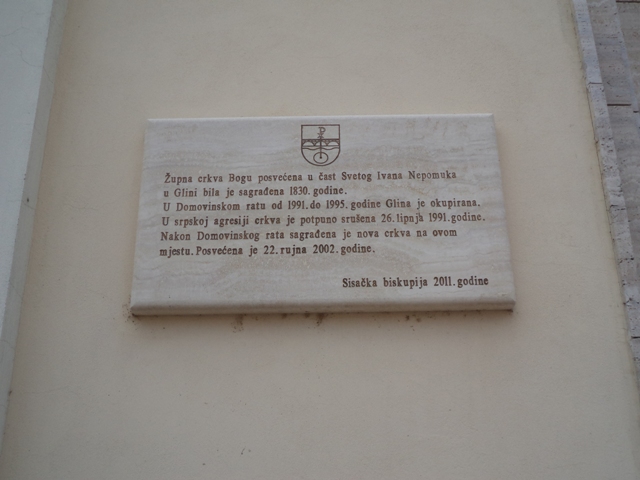 Župna crkva Bogu posvećena u čast Svetog Ivana Nepomuka
u Glini bila je sagrađena 1830. godine.
U Domovinskom ratu od 1991. do 1995. godine Glina je okupirana.
U srpskoj agresiji crkva je potpuno srušena 26. lipnjh 1991. godine.
Nakon Domovinskog rata sagrađena je nova crkva na ovom
mjestu. Posvećena je 22. rujna 2002. godine.
Sisačka biskupija 2011. godine